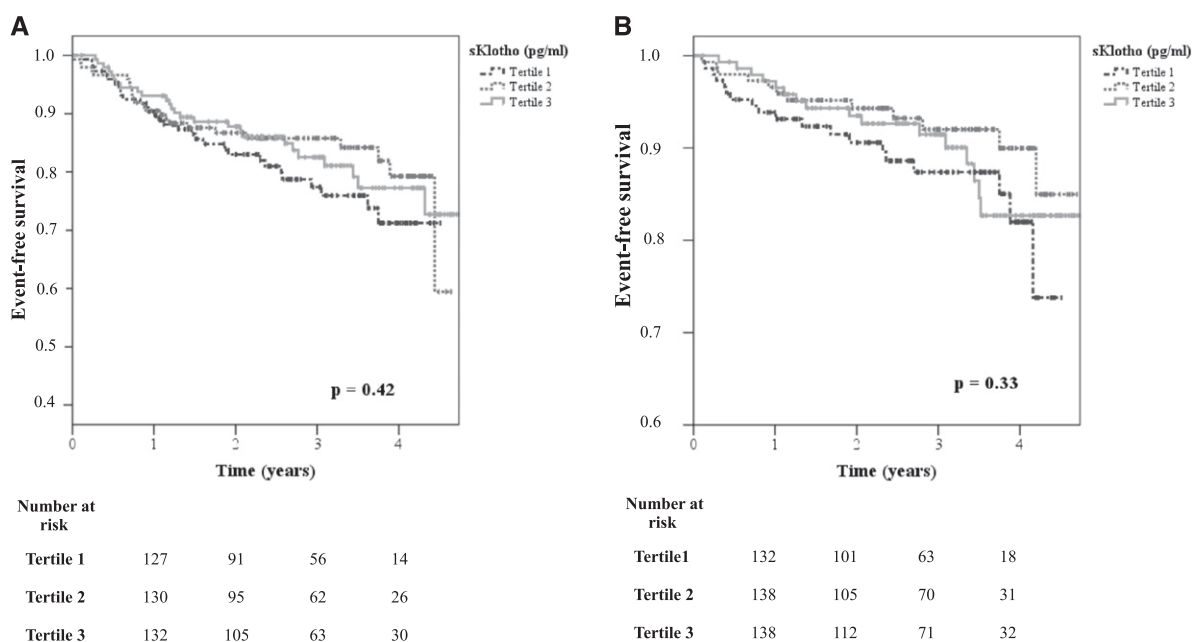 A
sKlotho (pg/ml)
Tertile 1
Tertile 2
Tertile 3
Event-free survival
1.0
0.9
0.8
0.7
0.6
0.5
0.4
p = 0.42
0 1 2 3 4
Time (years)
Number at
risk
Tertile 1 127 91 56 14
Tertile 2 130 95 62 26
Tertile 3 132 105 63 30
B
sKlotho (pg/ml)
Tertile 1
Tertile 2
Tertile 3
Event-free survival
1.0
0.9
0.8
0.7
0.6
p = 0.33
0 1 2 3 4
Time (years)
Number at
risk
Tertile1 132 101 63 18
Tertile 2 138 105 70 31
Tertile 3 138 112 71 32